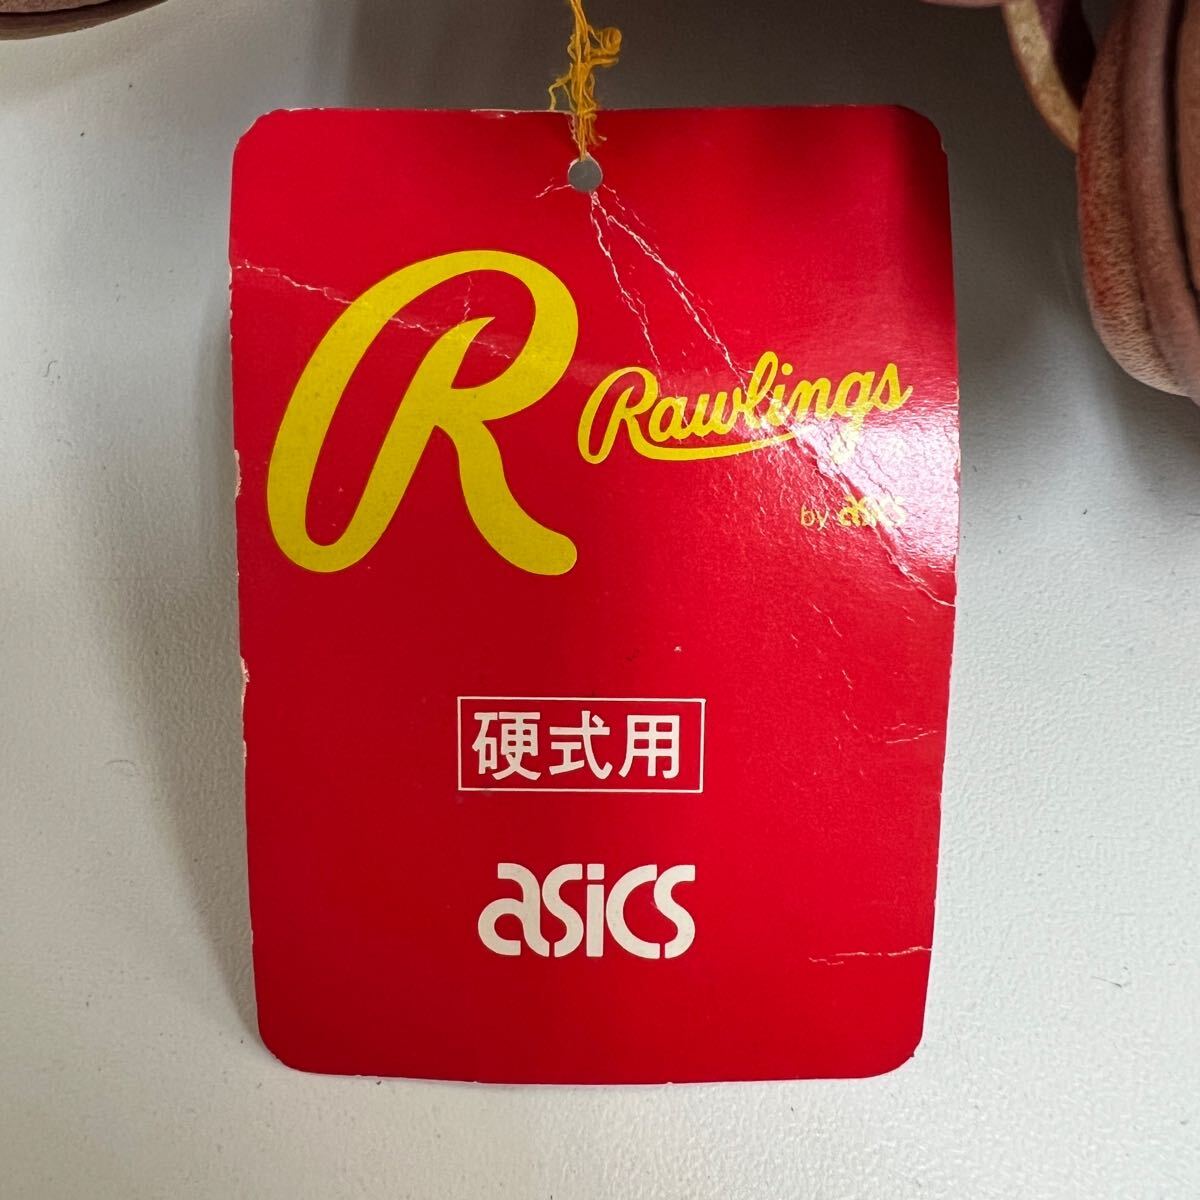 R
Rawlings
by asics
硬式用
asics